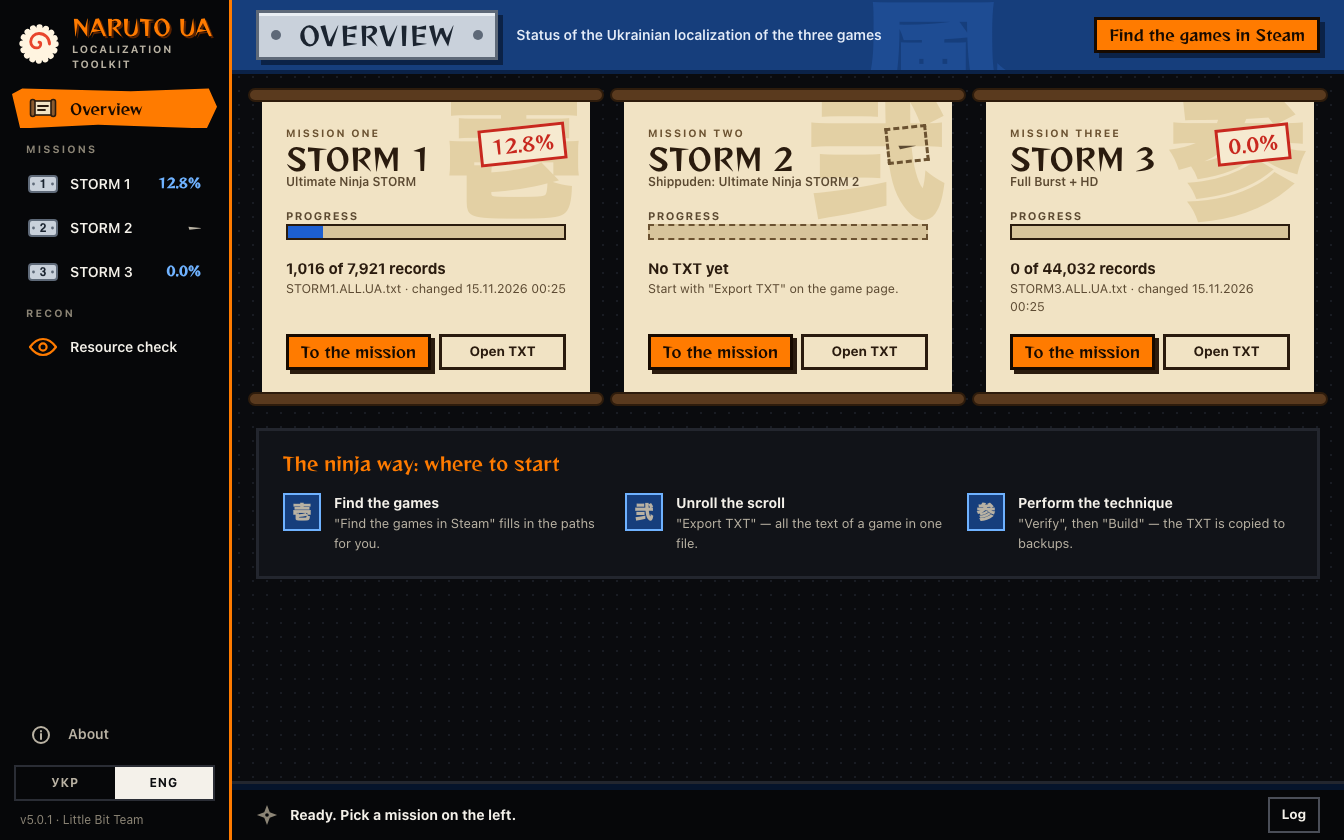 NARUTO UA
LOCALIZATION
TOOLKIT
Overview
MISSIONS
1 STORM 1 12.8%
2 STORM 2 –
3 STORM 3 0.0%
RECON
Resource check
About
УКР ENG
v5.0.1 · Little Bit Team
OVERVIEW
Status of the Ukrainian localization of the three games
Find the games in Steam
壱
MISSION ONE
STORM 1
12.8%
Ultimate Ninja STORM
PROGRESS
1,016 of 7,921 records
STORM1.ALL.UA.txt · changed 15.11.2026 00:25
To the mission
Open TXT
弐
MISSION TWO
STORM 2
–
Shippuden: Ultimate Ninja STORM 2
PROGRESS
No TXT yet
Start with "Export TXT" on the game page.
To the mission
Open TXT
参
MISSION THREE
STORM 3
0.0%
Full Burst + HD
PROGRESS
0 of 44,032 records
STORM3.ALL.UA.txt · changed 15.11.2026
00:25
To the mission
Open TXT
The ninja way: where to start
壱
Find the games
"Find the games in Steam" fills in the paths
for you.
弐
Unroll the scroll
"Export TXT" — all the text of a game in one
file.
参
Perform the technique
"Verify", then "Build" — the TXT is copied to
backups.
Ready. Pick a mission on the left.
Log